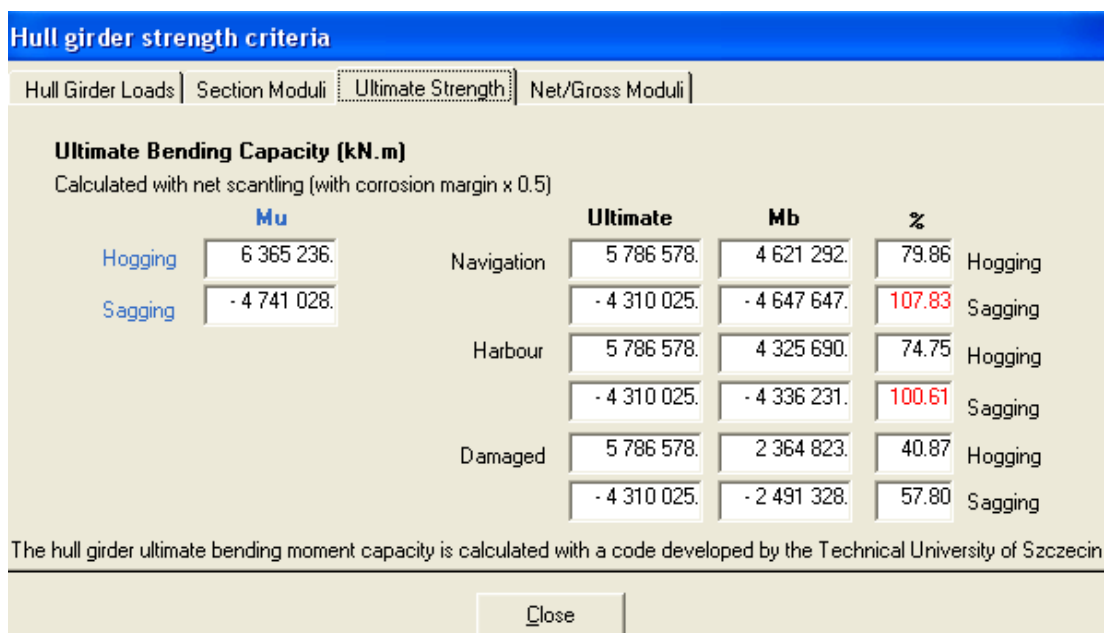 Hull girder strength criteria
Hull Girder Loads Section Moduli Ultimate Strength Net/Gross Moduli
Ultimate Bending Capacity (kN.m)
Calculated with net scantling (with corrosion margin x 0.5)
Mu Ultimate Mb %
Hogging 6 365 236. Navigation 5 786 578. 4 621 292. 79.86 Hogging
Sagging - 4 741 028. - 4 310 025. - 4 647 647. 107.83 Sagging
Harbour 5 786 578. 4 325 690. 74.75 Hogging
- 4 310 025. - 4 336 231. 100.61 Sagging
Damaged 5 786 578. 2 364 823. 40.87 Hogging
- 4 310 025. - 2 491 328. 57.80 Sagging
The hull girder ultimate bending moment capacity is calculated with a code developed by the Technical University of Szczecin
Close